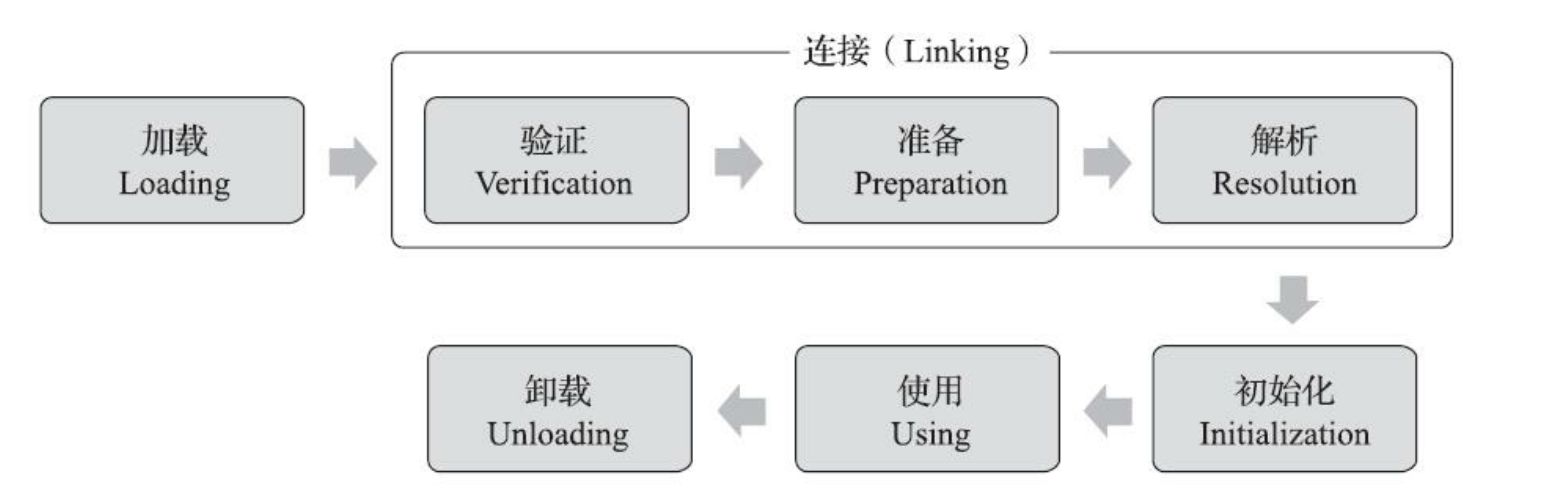 连接（Linking）
加载
Loading
验证
Verification
准备
Preparation
解析
Resolution
初始化
Initialization
使用
Using
卸载
Unloading